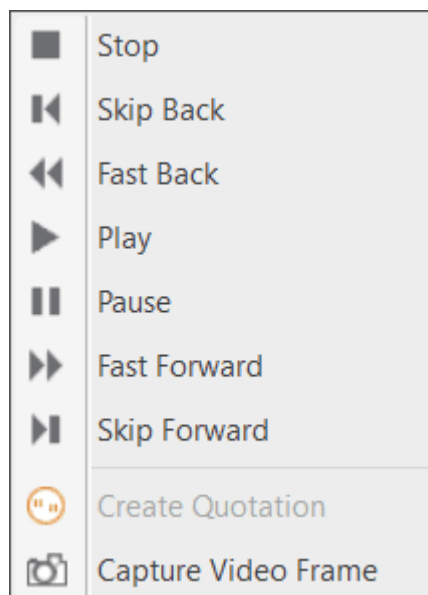 Stop
Skip Back
Fast Back
Play
Pause
Fast Forward
Skip Forward
Create Quotation
Capture Video Frame